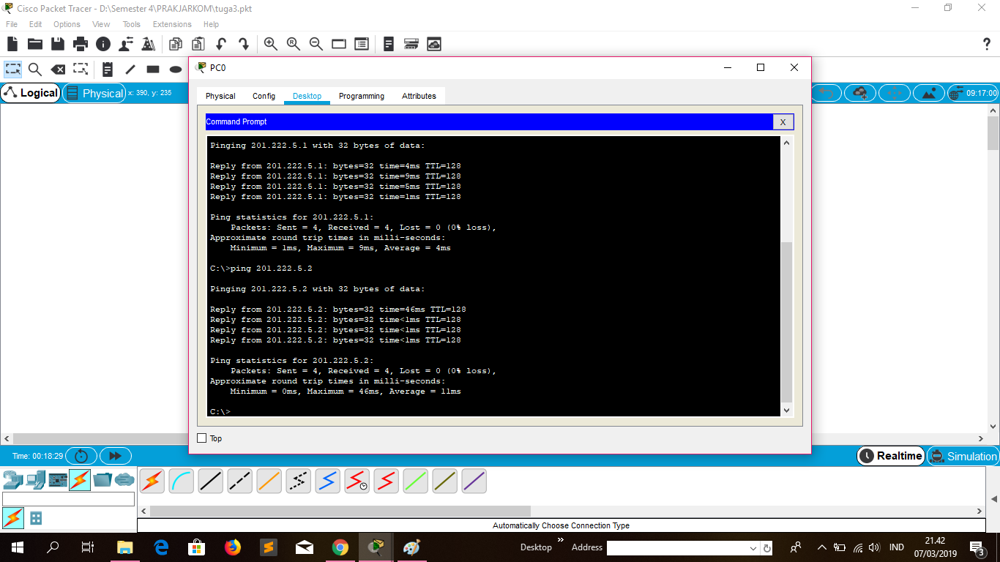 Cisco Packet Tracer - D:\Semester 4\PRAKJARKOM\tuga3.pkt
File Edit Options View Tools Extensions Help
?
PC0
Logical Physical x: 390, y: 235
09:17:00
Physical Config Desktop Programming Attributes
Command Prompt
X
Pinging 201.222.5.1 with 32 bytes of data:
Reply from 201.222.5.1: bytes=32 time=4ms TTL=128
Reply from 201.222.5.1: bytes=32 time=9ms TTL=128
Reply from 201.222.5.1: bytes=32 time=5ms TTL=128
Reply from 201.222.5.1: bytes=32 time=1ms TTL=128
Ping statistics for 201.222.5.1:
Packets: Sent = 4, Received = 4, Lost = 0 (0% loss),
Approximate round trip times in milli-seconds:
Minimum = 1ms, Maximum = 9ms, Average = 4ms
C:\>ping 201.222.5.2
Pinging 201.222.5.2 with 32 bytes of data:
Reply from 201.222.5.2: bytes=32 time=46ms TTL=128
Reply from 201.222.5.2: bytes=32 time<1ms TTL=128
Reply from 201.222.5.2: bytes=32 time<1ms TTL=128
Reply from 201.222.5.2: bytes=32 time<1ms TTL=128
Ping statistics for 201.222.5.2:
Packets: Sent = 4, Received = 4, Lost = 0 (0% loss),
Approximate round trip times in milli-seconds:
Minimum = 0ms, Maximum = 46ms, Average = 11ms
C:\>
Top
Time: 00:18:29
Realtime Simulation
Automatically Choose Connection Type
Desktop » Address
IND
21.42
07/03/2019
3